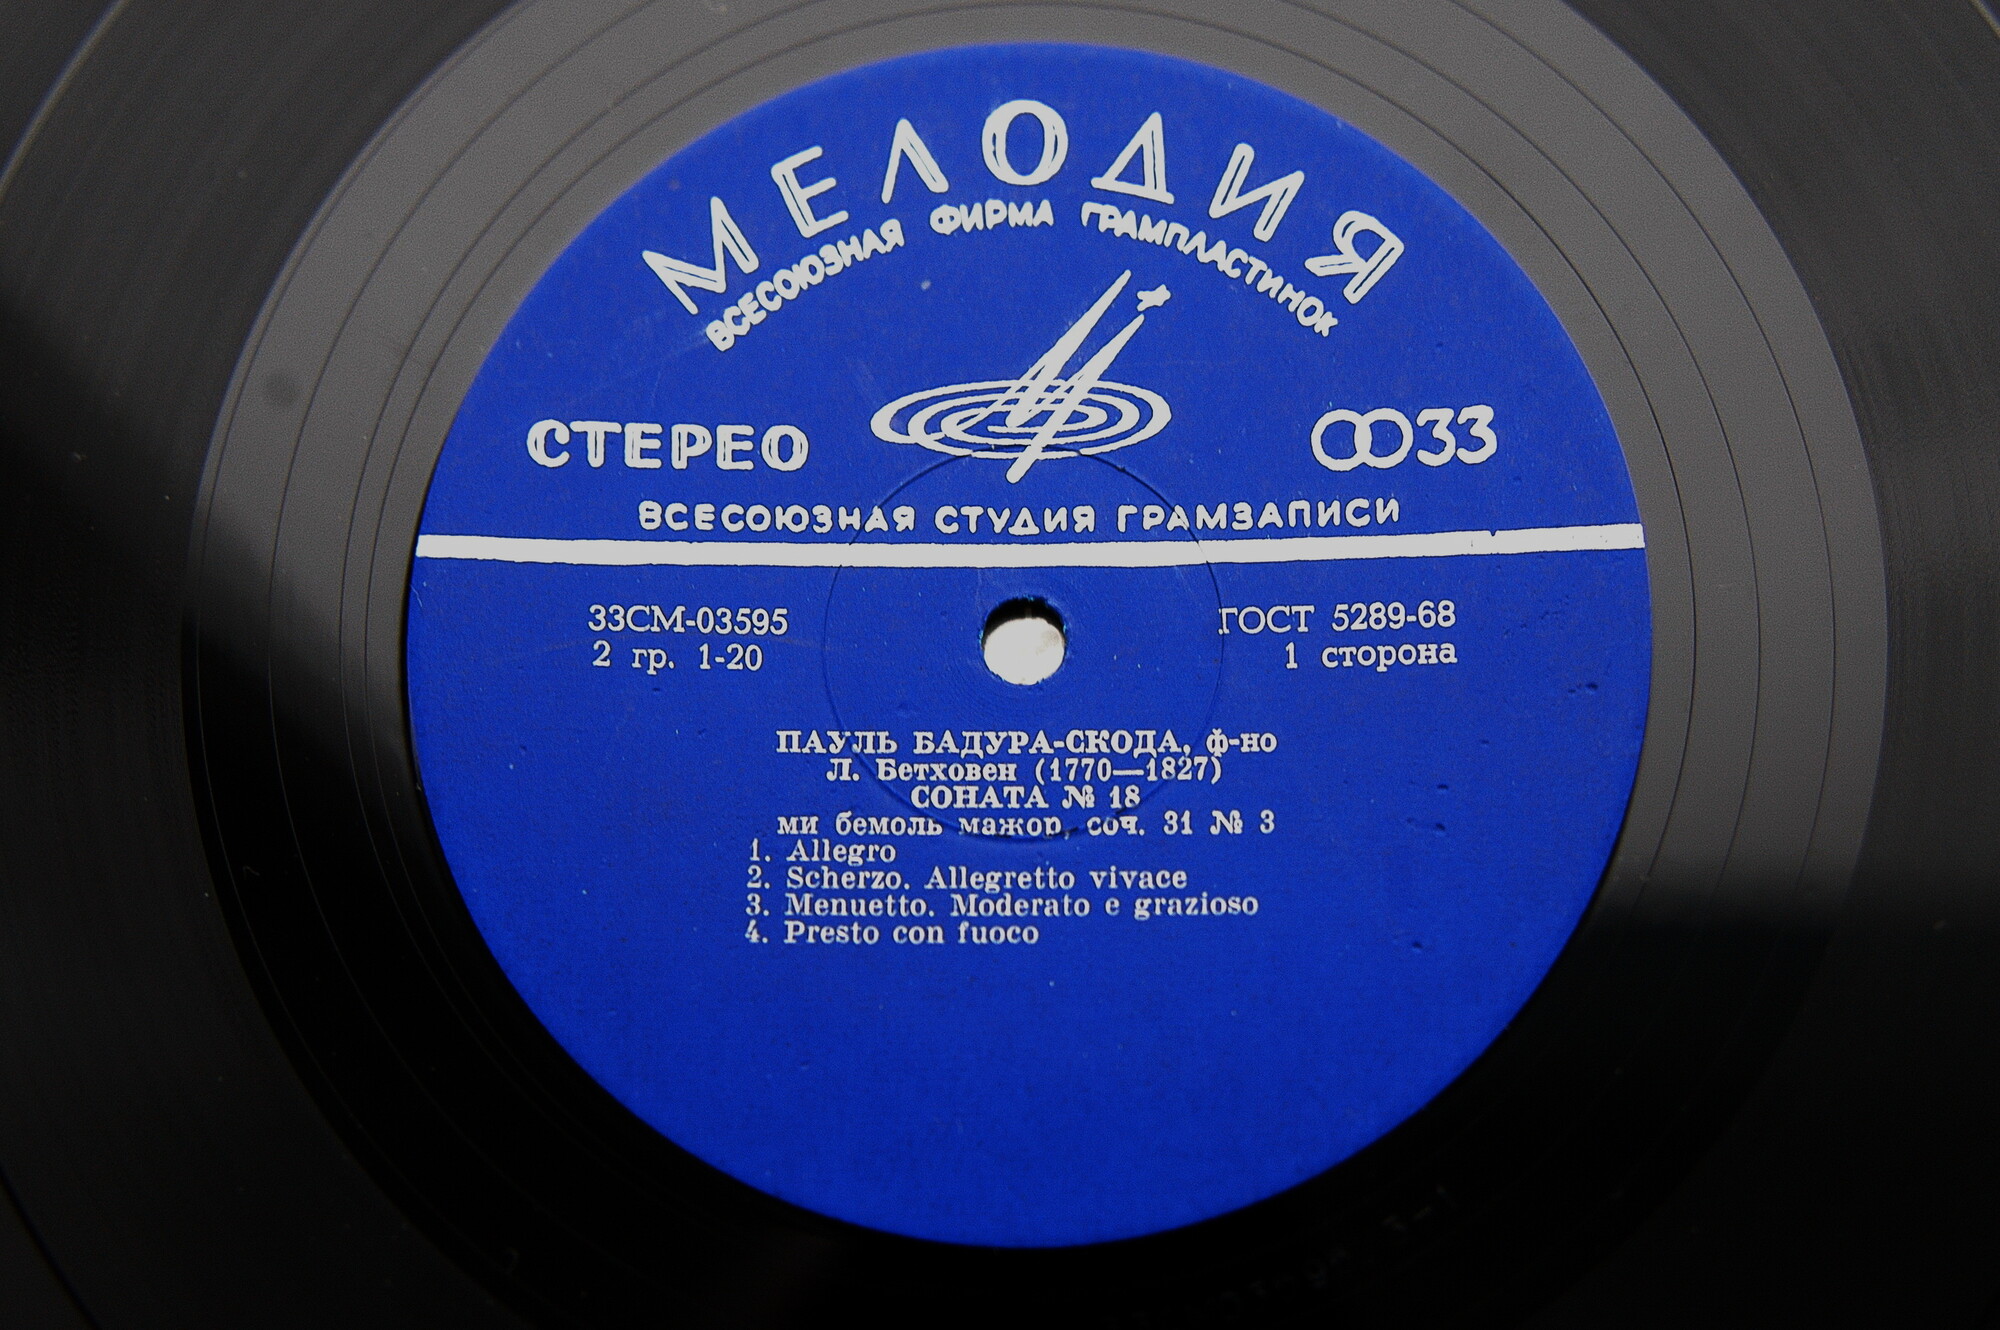 МЕЛОДИЯ
ВСЕСОЮЗНАЯ ФИРМА ГРАМПЛАСТИНОК
СТЕРЕО
33
ВСЕСОЮЗНАЯ СТУДИЯ ГРАМЗАПИСИ
33СМ-03595
ГОСТ 5289-68
2 гр. 1-20
1 сторона
ПАУЛЬ БАДУРА-СКОДА, ф-но
Л. Бетховен (1770—1827)
СОНАТА № 18
ми бемоль мажор, соч. 31 № 3
1. Allegro
2. Scherzo. Allegretto vivace
3. Menuetto. Moderato e grazioso
4. Presto con fuoco